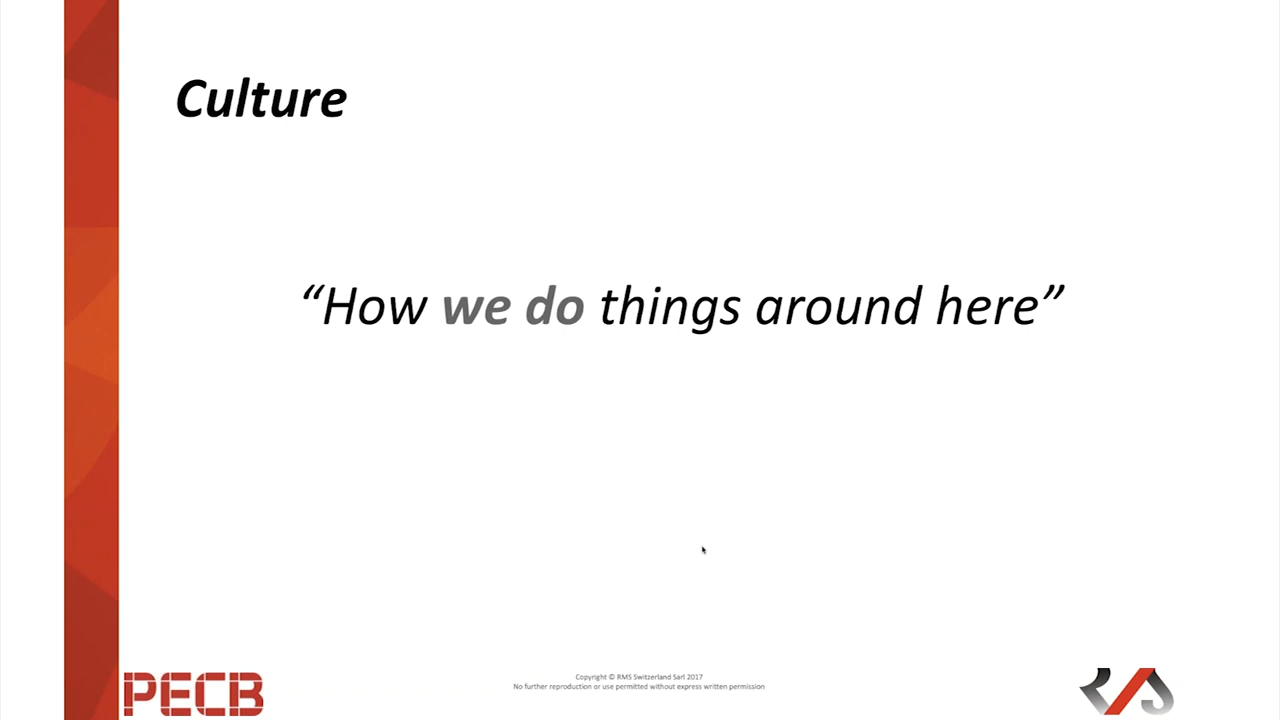 Culture
“How we do things around here”
PECB
Copyright © RMS Switzerland Sarl 2017
No further reproduction or use permitted without express written permission
RMS